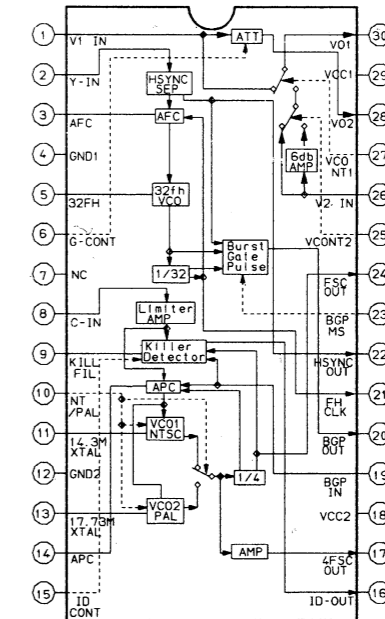 1
V1 IN
2
Y-IN
3
AFC
4
GND1
5
32FH
6
G-CONT
7
NC
8
C-IN
9
KILL
FIL
10
NT
/PAL
11
14.3M
XTAL
12
GND2
13
17.73M
XTAL
14
APC
15
ID
CONT
ATT
HSYNC
SEP
AFC
32fh
VCO
1/32
Limiter
AMP
Killer
Detector
APC
VCO1
NTSC
VCO2
PAL
6db
AMP
Burst
Gate
Pulse
1/4
AMP
30
VO1
29
VCC1
28
VO2
27
VCO
NT1
26
V2 IN
25
VCONT2
24
FSC
OUT
23
BGP
MS
22
HSYNC
OUT
21
FH
CLK
20
BGP
OUT
19
BGP
IN
18
VCC2
17
4FSC
OUT
16
ID-OUT